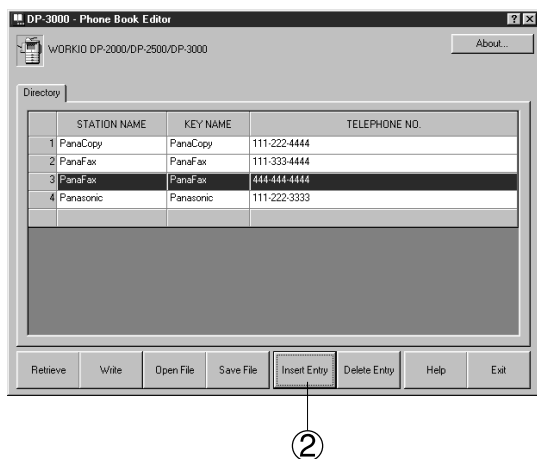 DP-3000 - Phone Book Editor
WORKIO DP-2000/DP-2500/DP-3000
About...
Directory
STATION NAME KEY NAME TELEPHONE NO.
1 PanaCopy PanaCopy 111-222-4444
2 PanaFax PanaFax 111-333-4444
3 PanaFax PanaFax 444-444-4444
4 Panasonic Panasonic 111-222-3333
Retrieve Write Open File Save File Insert Entry Delete Entry Help Exit
②